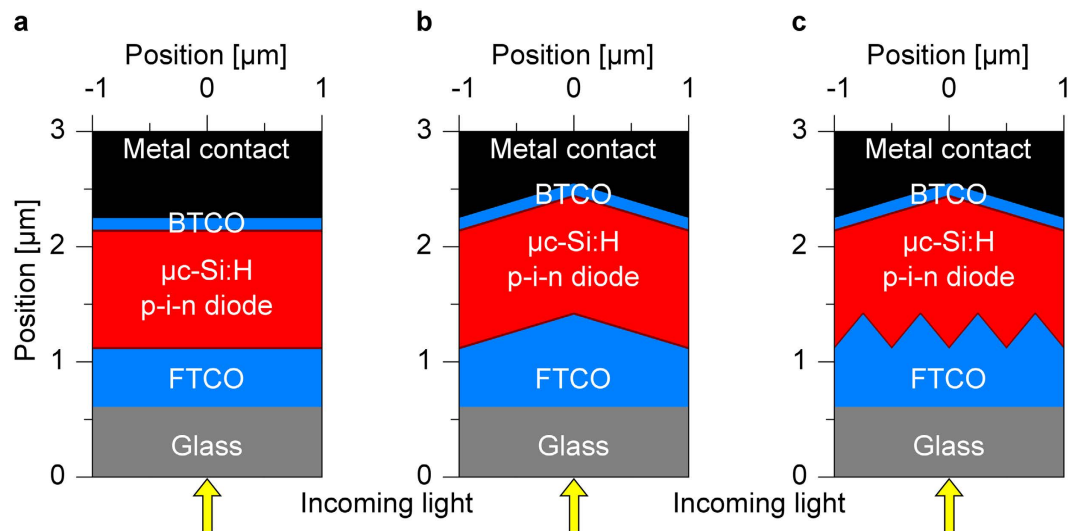 a
Position [µm]
-1 0 1
3
2
1
0
Position [µm]
Metal contact
BTCO
µc-Si:H
p-i-n diode
FTCO
Glass
Incoming light
b
Position [µm]
-1 0 1
3
2
1
0
Metal contact
BTCO
µc-Si:H
p-i-n diode
FTCO
Glass
Incoming light
c
Position [µm]
-1 0 1
3
2
1
0
Metal contact
BTCO
µc-Si:H
p-i-n diode
FTCO
Glass